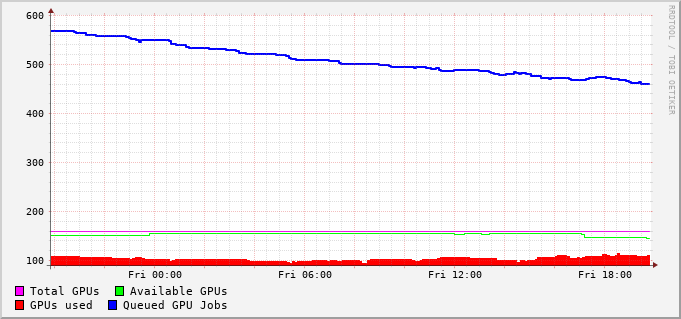 600
500
400
300
200
100
Fri 00:00 Fri 06:00 Fri 12:00 Fri 18:00
Total GPUs Available GPUs
GPUs used Queued GPU Jobs
RRDTOOL / TOBI OETIKER